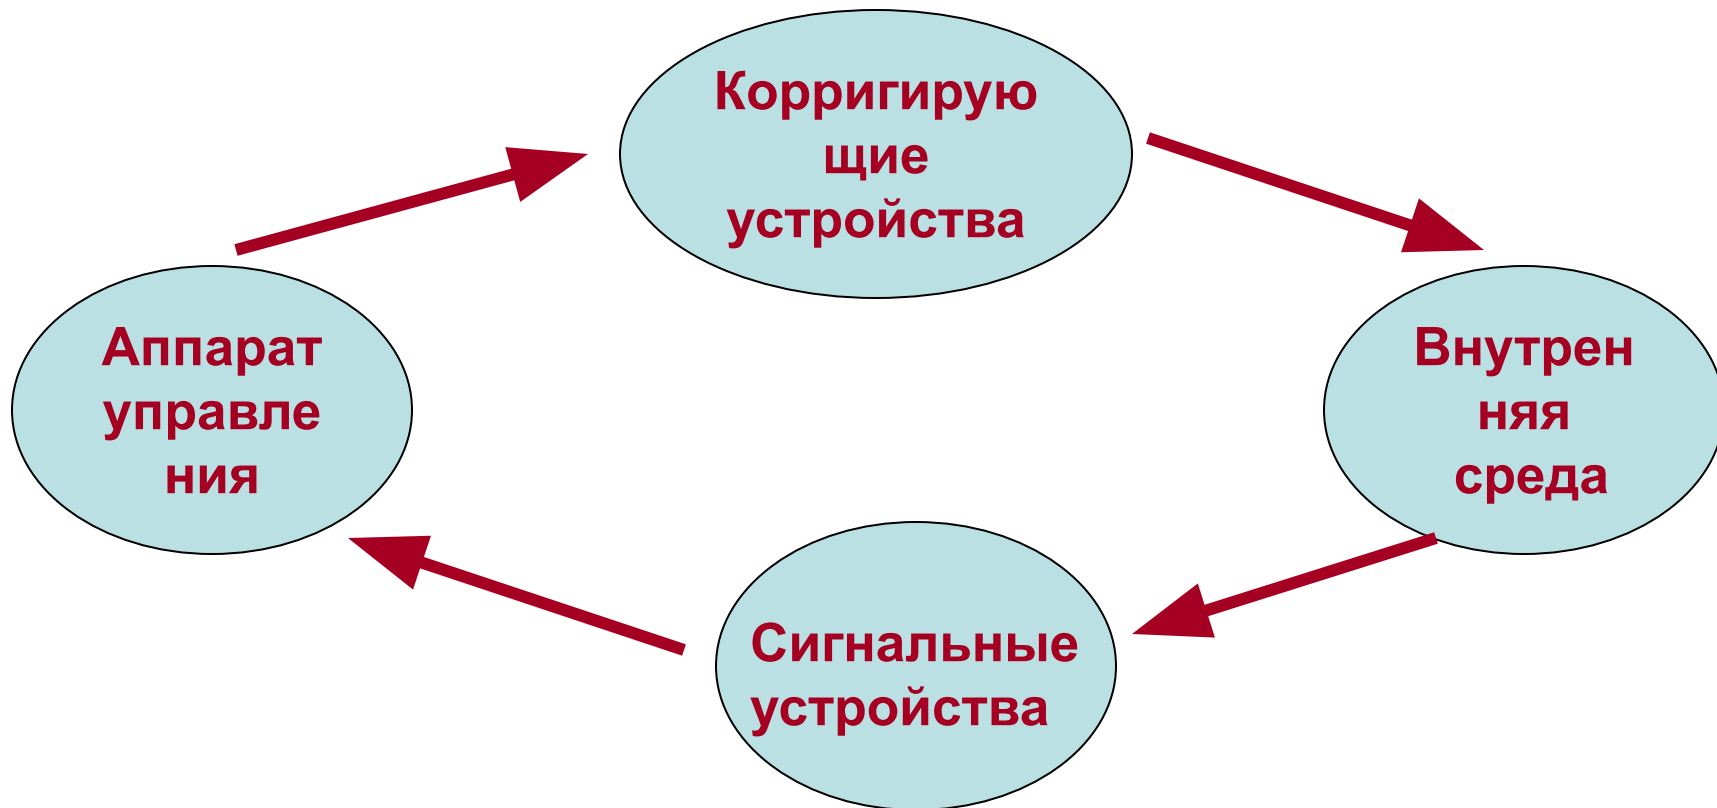 Корригирую
щие
устройства
Аппарат
управле
ния
Внутрен
няя
среда
Сигнальные
устройства